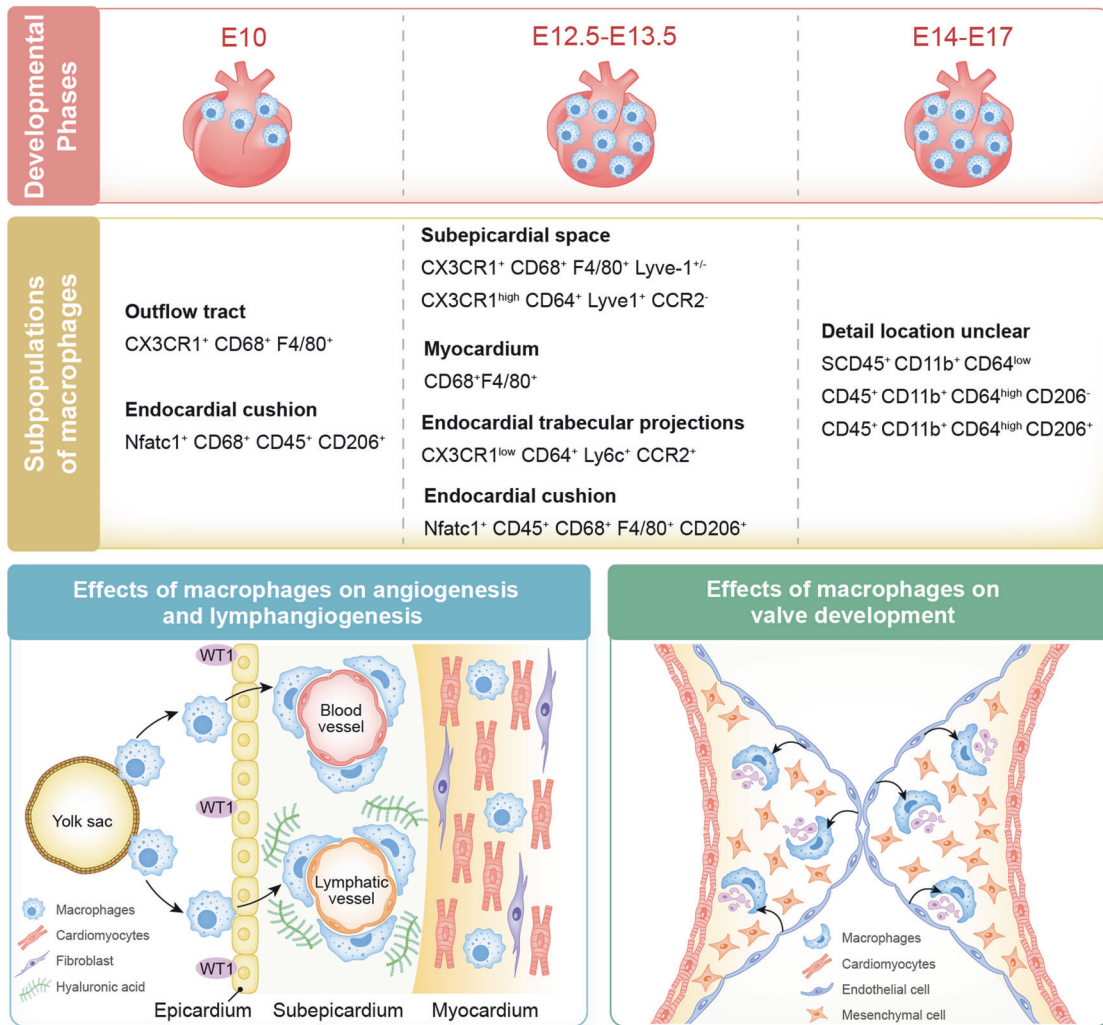 Developmental
Phases
E10
E12.5-E13.5
E14-E17
Subpopulations
of macrophages
Outflow tract
CX3CR1⁺ CD68⁺ F4/80⁺
Endocardial cushion
Nfatc1⁺ CD68⁺ CD45⁺ CD206⁺
Subepicardial space
CX3CR1⁺ CD68⁺ F4/80⁺ Lyve-1⁺/⁻
CX3CR1ʰⁱᵍʰ CD64⁺ Lyve1⁺ CCR2⁻
Myocardium
CD68⁺F4/80⁺
Endocardial trabecular projections
CX3CR1ˡᵒʷ CD64⁺ Ly6c⁺ CCR2⁺
Endocardial cushion
Nfatc1⁺ CD45⁺ CD68⁺ F4/80⁺ CD206⁺
Detail location unclear
SCD45⁺ CD11b⁺ CD64ˡᵒʷ
CD45⁺ CD11b⁺ CD64ʰⁱᵍʰ CD206⁻
CD45⁺ CD11b⁺ CD64ʰⁱᵍʰ CD206⁺
Effects of macrophages on angiogenesis
and lymphangiogenesis
WT1
Blood
vessel
Yolk sac
WT1
Lymphatic
vessel
Macrophages
Cardiomyocytes
Fibroblast
Hyaluronic acid
WT1
Epicardium
Subepicardium
Myocardium
Effects of macrophages on
valve development
Macrophages
Cardiomyocytes
Endothelial cell
Mesenchymal cell